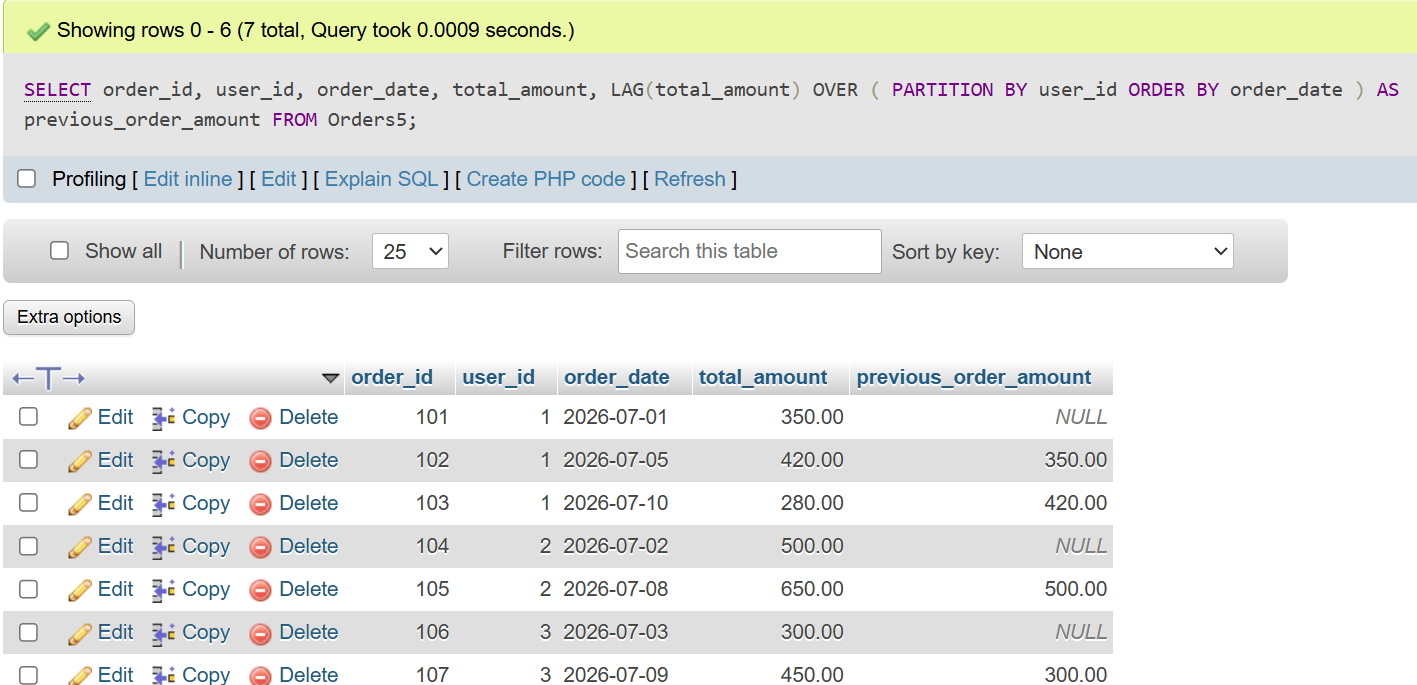 Showing rows 0 - 6 (7 total, Query took 0.0009 seconds.)
SELECT order_id, user_id, order_date, total_amount, LAG(total_amount) OVER ( PARTITION BY user_id ORDER BY order_date ) AS
previous_order_amount FROM Orders5;
Profiling [ Edit inline ] [ Edit ] [ Explain SQL ] [ Create PHP code ] [ Refresh ]
Show all Number of rows: 25 Filter rows: Search this table Sort by key: None
Extra options
order_id user_id order_date total_amount previous_order_amount
Edit Copy Delete 101 1 2026-07-01 350.00 NULL
Edit Copy Delete 102 1 2026-07-05 420.00 350.00
Edit Copy Delete 103 1 2026-07-10 280.00 420.00
Edit Copy Delete 104 2 2026-07-02 500.00 NULL
Edit Copy Delete 105 2 2026-07-08 650.00 500.00
Edit Copy Delete 106 3 2026-07-03 300.00 NULL
Edit Copy Delete 107 3 2026-07-09 450.00 300.00